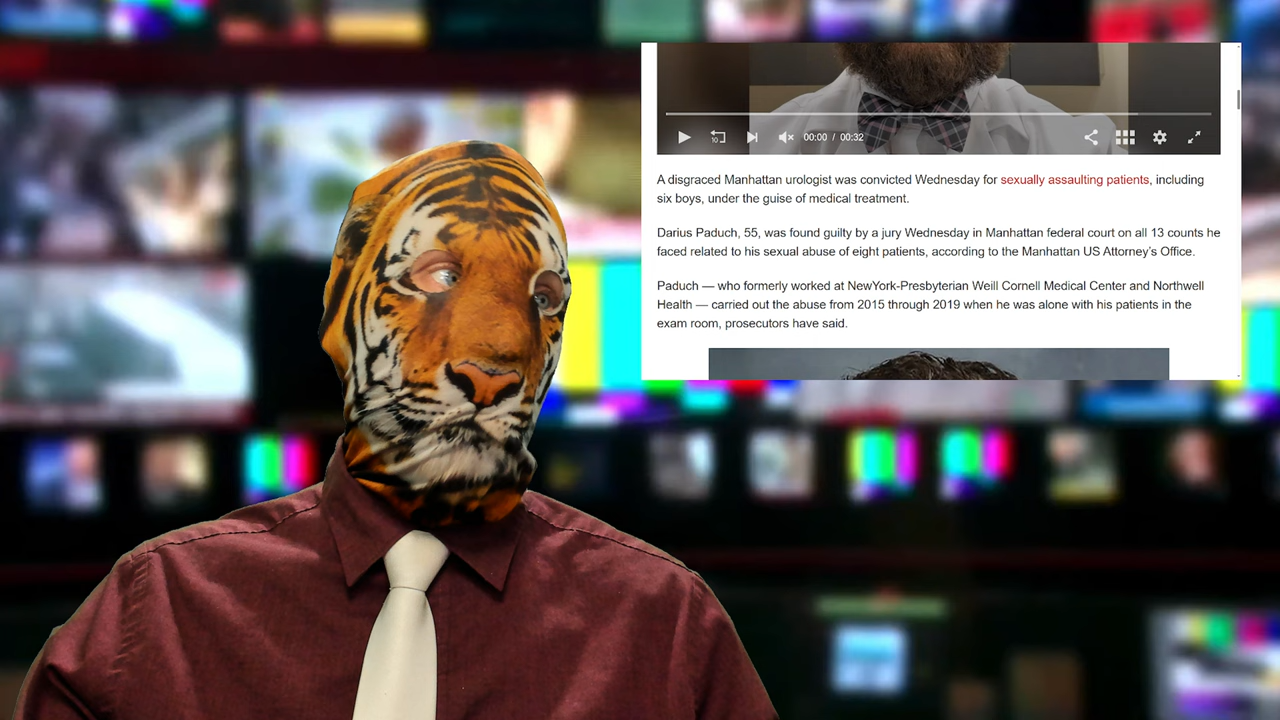 00:00 / 00:32
A disgraced Manhattan urologist was convicted Wednesday for sexually assaulting patients, including
six boys, under the guise of medical treatment.
Darius Paduch, 55, was found guilty by a jury Wednesday in Manhattan federal court on all 13 counts he
faced related to his sexual abuse of eight patients, according to the Manhattan US Attorney’s Office.
Paduch — who formerly worked at NewYork-Presbyterian Weill Cornell Medical Center and Northwell
Health — carried out the abuse from 2015 through 2019 when he was alone with his patients in the
exam room, prosecutors have said.